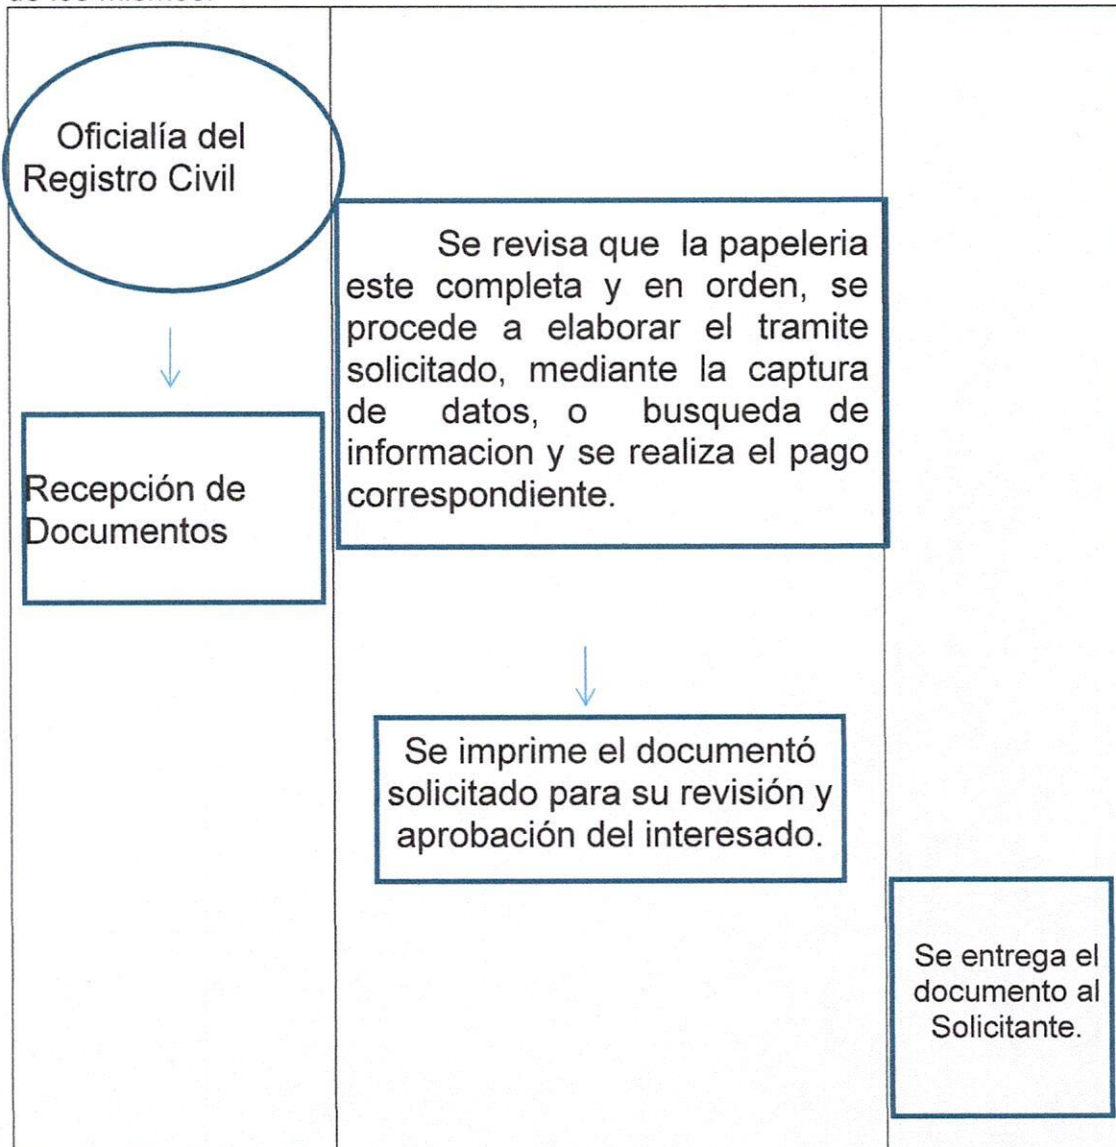 Oficialía del
Registro Civil
Recepción de
Documentos
Se revisa que la papeleria
este completa y en orden, se
procede a elaborar el tramite
solicitado, mediante la captura
de datos, o busqueda de
informacion y se realiza el pago
correspondiente.
Se imprime el documentó
solicitado para su revisión y
aprobación del interesado.
Se entrega el
documento al
Solicitante.